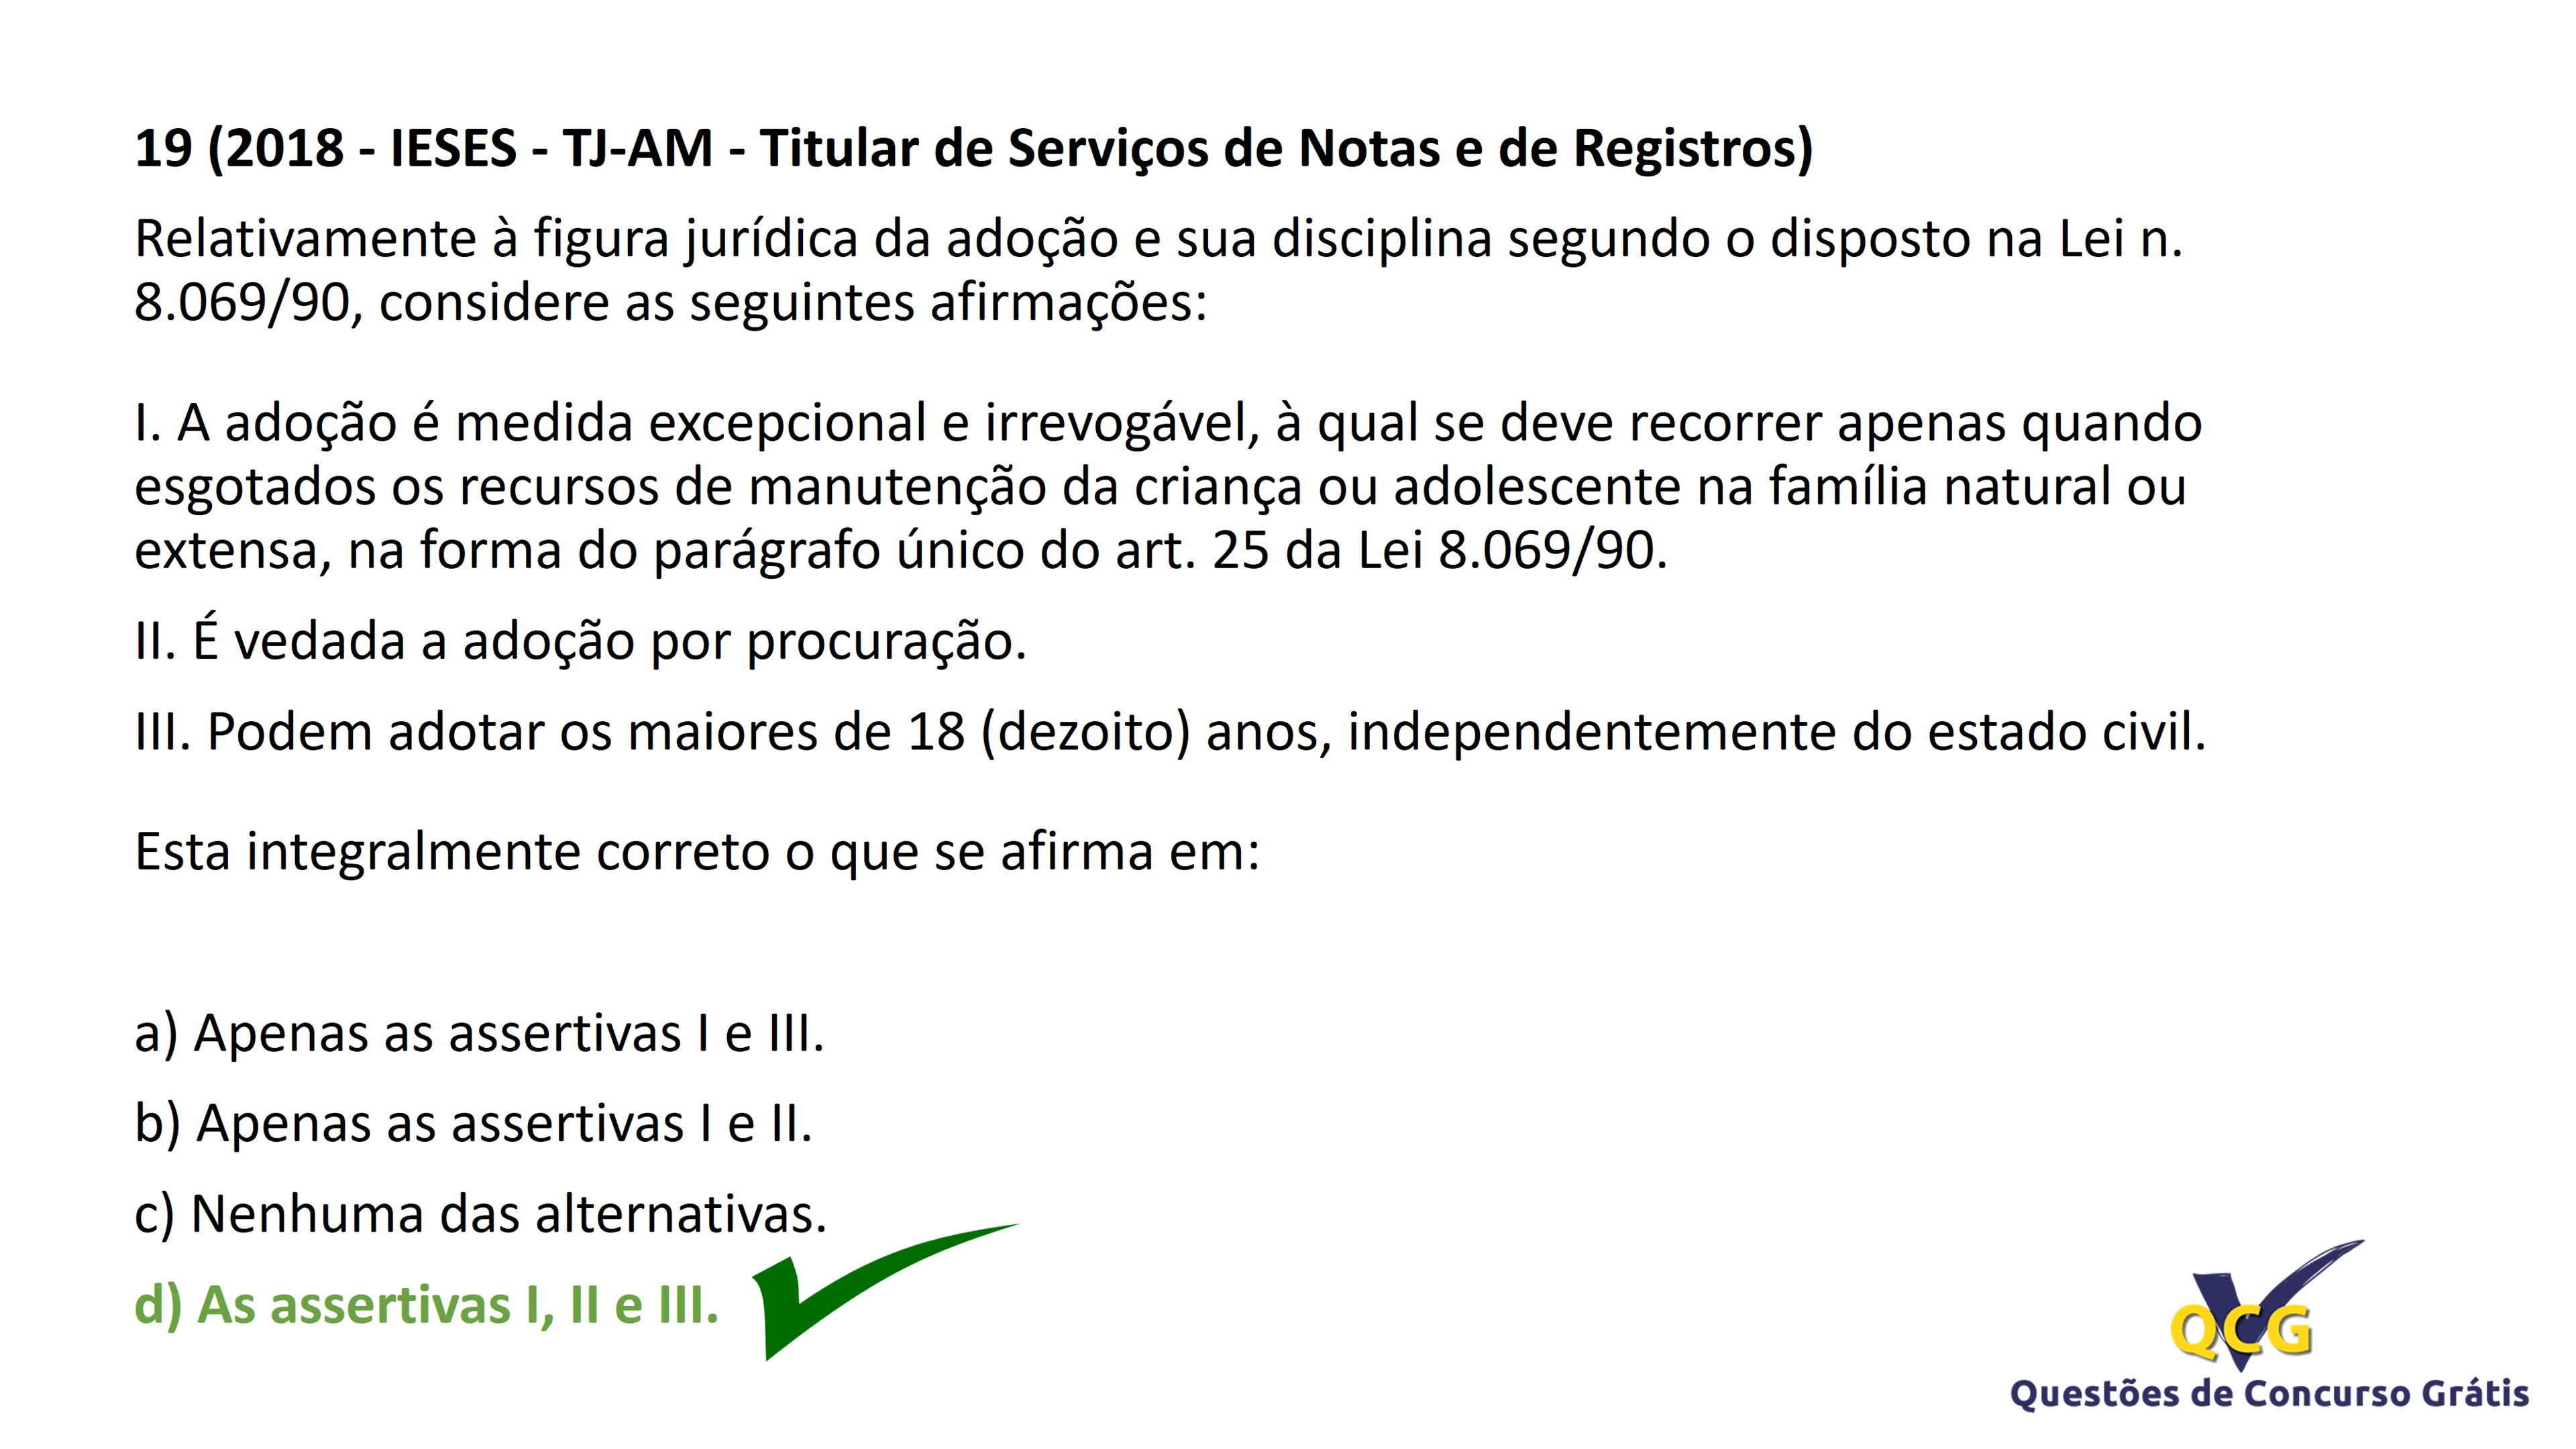 19 (2018 - IESES - TJ-AM - Titular de Serviços de Notas e de Registros)
Relativamente à figura jurídica da adoção e sua disciplina segundo o disposto na Lei n.
8.069/90, considere as seguintes afirmações:
I. A adoção é medida excepcional e irrevogável, à qual se deve recorrer apenas quando
esgotados os recursos de manutenção da criança ou adolescente na família natural ou
extensa, na forma do parágrafo único do art. 25 da Lei 8.069/90.
II. É vedada a adoção por procuração.
III. Podem adotar os maiores de 18 (dezoito) anos, independentemente do estado civil.
Esta integralmente correto o que se afirma em:
a) Apenas as assertivas I e III.
b) Apenas as assertivas I e II.
c) Nenhuma das alternativas.
d) As assertivas I, II e III.
QCG
Questões de Concurso Grátis